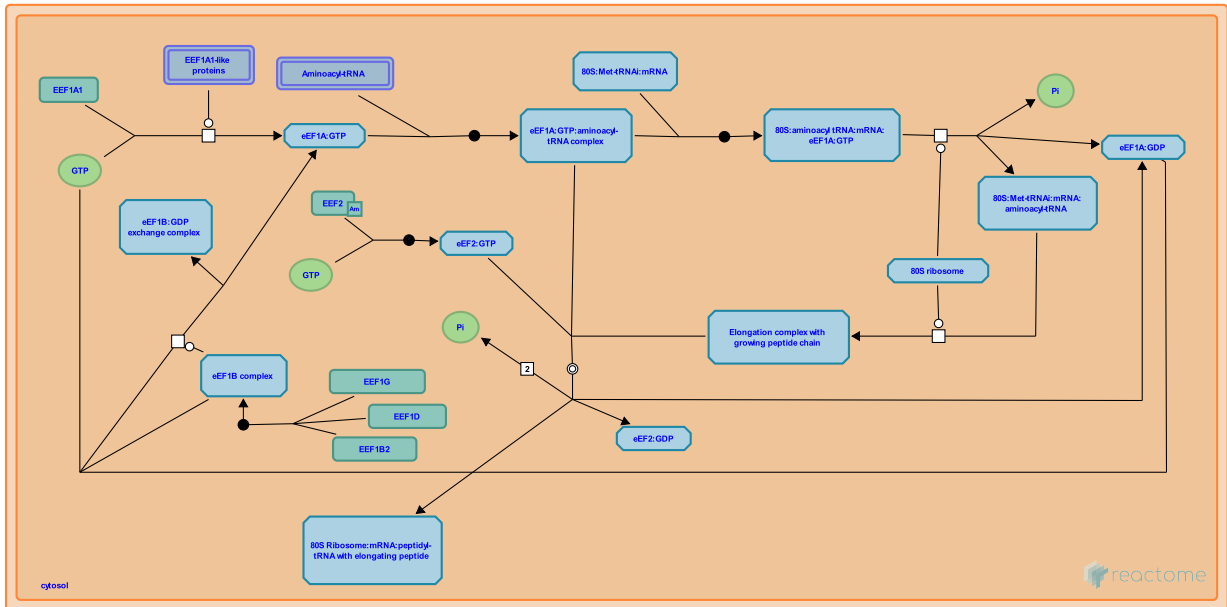 EEF1A1-like
proteins
Aminoacyl-tRNA
80S:Met-tRNAi:mRNA
EEF1A1
Pi
eEF1A:GTP
eEF1A:GTP:aminoacyl-
tRNA complex
80S:aminoacyl tRNA:mRNA:
eEF1A:GTP
eEF1A:GDP
GTP
EEF2
Am
80S:Met-tRNAi:mRNA:
aminoacyl-tRNA
eEF1B:GDP
exchange complex
eEF2:GTP
GTP
80S ribosome
Pi
Elongation complex with
growing peptide chain
2
eEF1B complex
EEF1G
EEF1D
EEF1B2
eEF2:GDP
80S Ribosome:mRNA:peptidyl-
tRNA with elongating peptide
cytosol
reactome